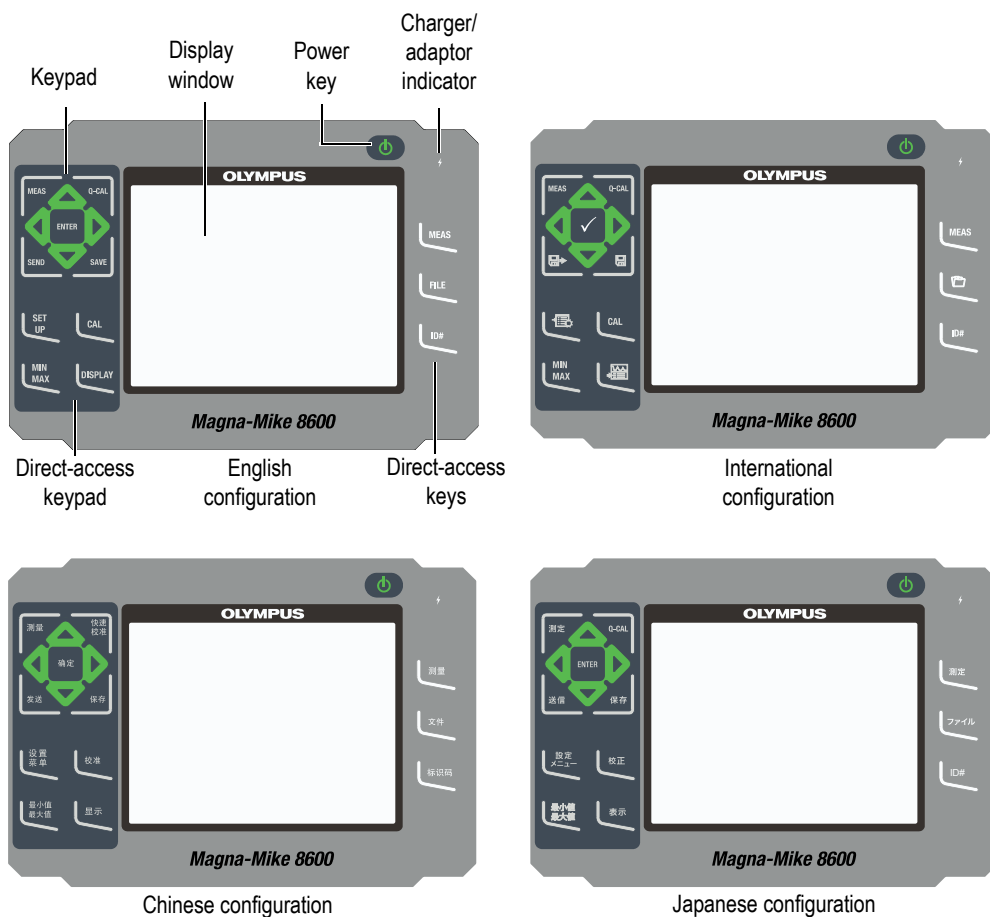 Charger/
adaptor
indicator
Display
window
Power
key
Keypad
OLYMPUS
MEAS
Q-CAL
ENTER
SEND
SAVE
SET
UP
CAL
MIN
MAX
DISPLAY
MEAS
FILE
ID#
Magna-Mike 8600
Direct-access
keypad
English
configuration
Direct-access
keys
OLYMPUS
MEAS
Q-CAL
CAL
MIN
MAX
MEAS
ID#
Magna-Mike 8600
International
configuration
OLYMPUS
测量
快速
校准
确定
发送
保存
设置
菜单
校准
最小值
最大值
显示
测量
文件
标识码
Magna-Mike 8600
Chinese configuration
OLYMPUS
測定
Q-CAL
ENTER
送信
保存
設定
メニュー
校正
最小値
最大値
表示
測定
ファイル
ID#
Magna-Mike 8600
Japanese configuration